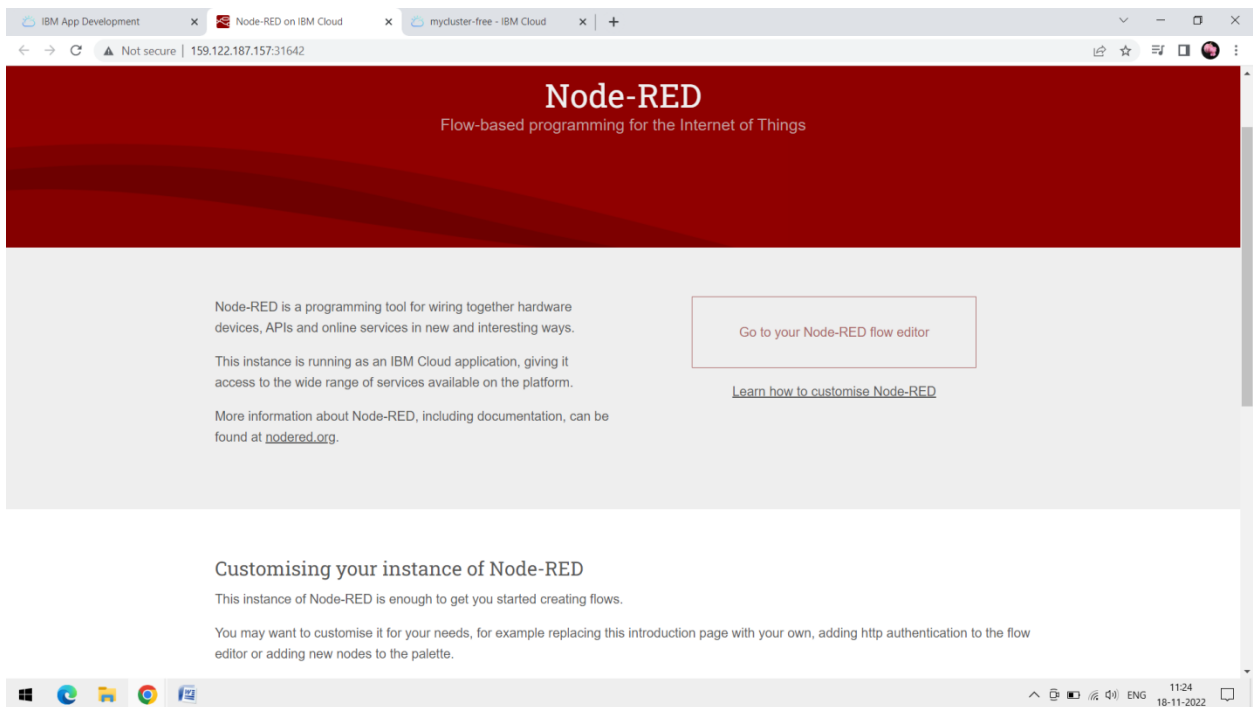 IBM App Development
Node-RED on IBM Cloud
mycluster-free - IBM Cloud
Not secure | 159.122.187.157:31642
Node-RED
Flow-based programming for the Internet of Things
Node-RED is a programming tool for wiring together hardware
devices, APIs and online services in new and interesting ways.
This instance is running as an IBM Cloud application, giving it
access to the wide range of services available on the platform.
More information about Node-RED, including documentation, can be
found at nodered.org.
Go to your Node-RED flow editor
Learn how to customise Node-RED
Customising your instance of Node-RED
This instance of Node-RED is enough to get you started creating flows.
You may want to customise it for your needs, for example replacing this introduction page with your own, adding http authentication to the flow
editor or adding new nodes to the palette.
ENG
11:24
18-11-2022